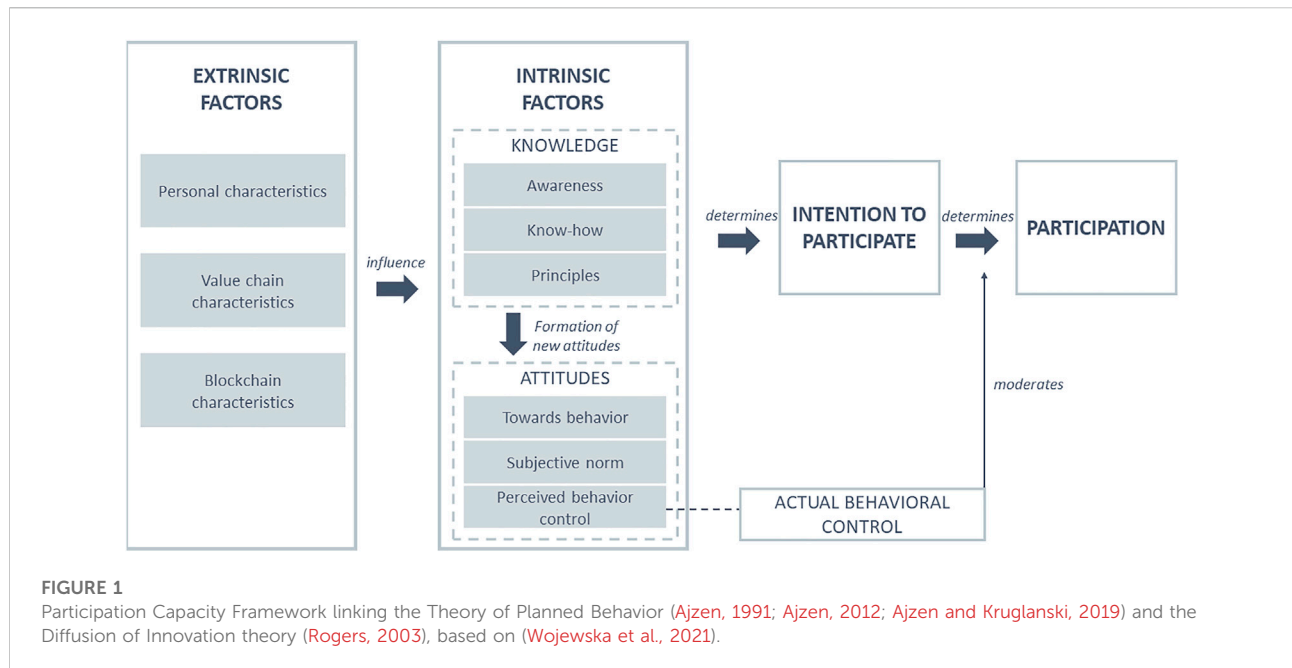 EXTRINSIC
FACTORS
Personal characteristics
Value chain
characteristics
Blockchain
characteristics
influence
INTRINSIC
FACTORS
KNOWLEDGE
Awareness
Know-how
Principles
Formation of
new attitudes
ATTITUDES
Towards behavior
Subjective norm
Perceived behavior
control
determines
INTENTION TO
PARTICIPATE
determines
PARTICIPATION
moderates
ACTUAL BEHAVIORAL
CONTROL
FIGURE 1
Participation Capacity Framework linking the Theory of Planned Behavior (Ajzen, 1991; Ajzen, 2012; Ajzen and Kruglanski, 2019) and the
Diffusion of Innovation theory (Rogers, 2003), based on (Wojewska et al., 2021).